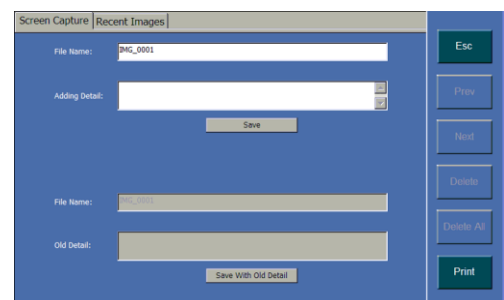 Screen Capture
Recent Images
File Name:
IMG_0001
Adding Detail:
Save
File Name:
IMG_0001
Old Detail:
Save With Old Detail
Esc
Prev
Next
Delete
Delete All
Print